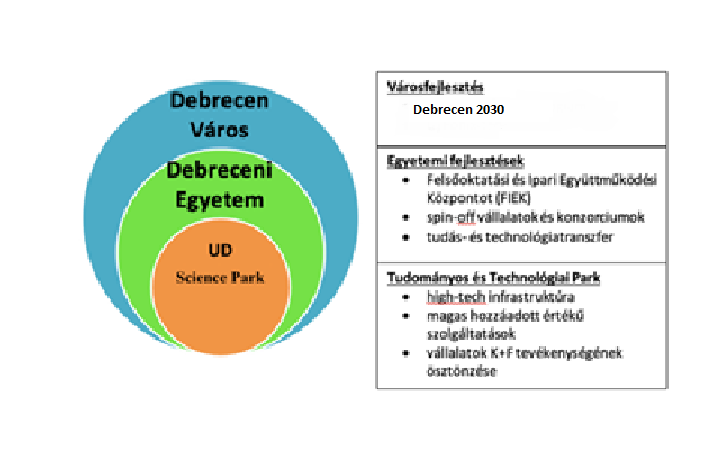 Debrecen
Város
Debreceni
Egyetem
UD
Science Park
Városfejlesztés
Debrecen 2030
Egyetemi fejlesztések
• Felsőoktatási és Ipari Együttműködési
Központot (FIEK)
• spin-off vállalatok és konzorciumok
• tudás- és technológiatranszfer
Tudományos és Technológiai Park
• high-tech infrastruktúra
• magas hozzáadott értékű
szolgáltatások
• vállalatok K+F tevékenységének
ösztönzése